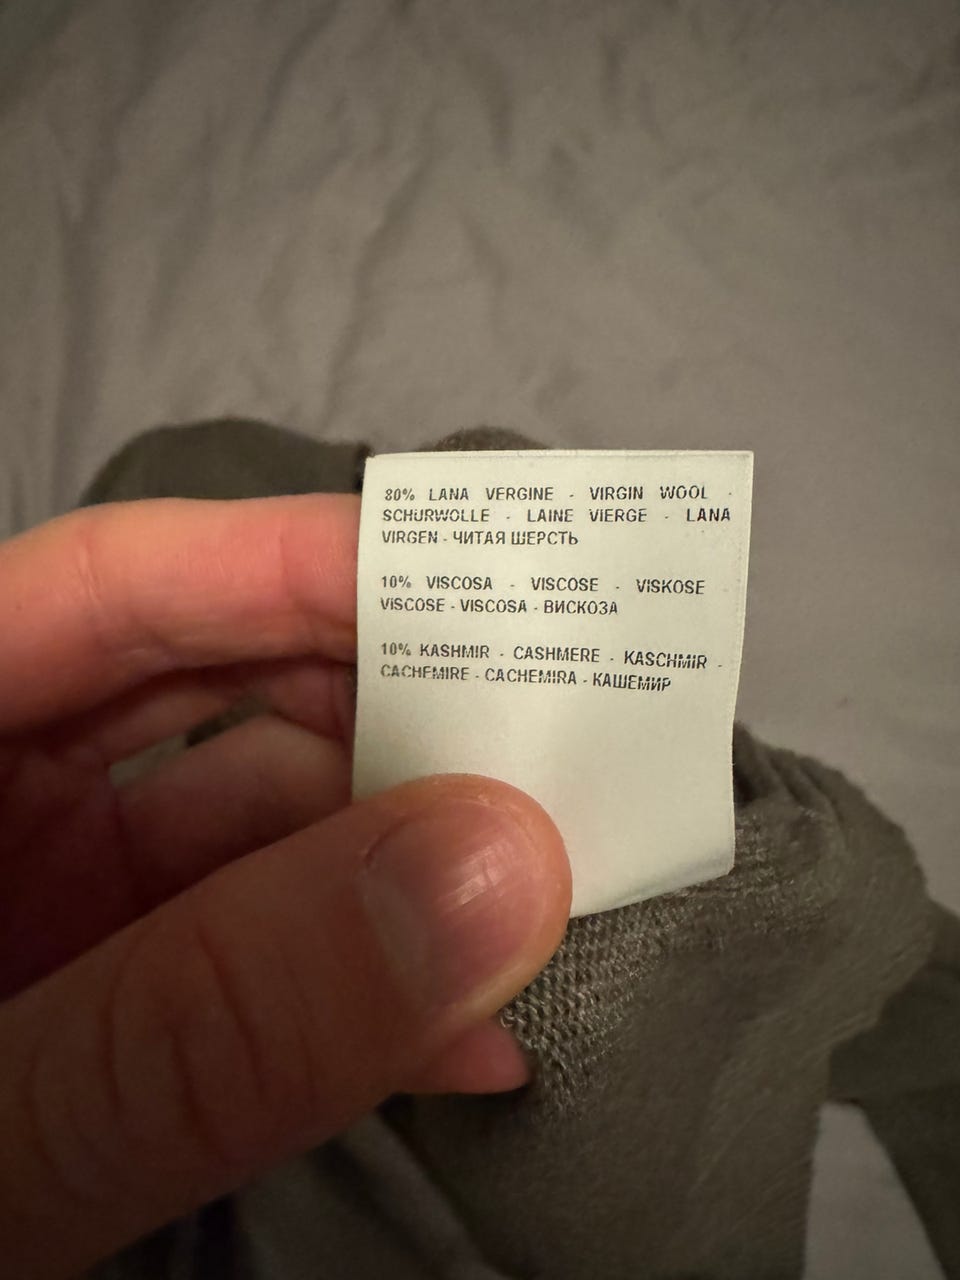 80% LANA VERGINE - VIRGIN WOOL -
SCHURWOLLE - LAINE VIERGE - LANA
VIRGEN - ЧИТАЯ ШЕРСТЬ
10% VISCOSA - VISCOSE - VISKOSE
VISCOSE - VISCOSA - ВИСКОЗА
10% KASHMIR - CASHMERE - KASCHMIR -
CACHEMIRE - CACHEMIRA - КАШЕМИР